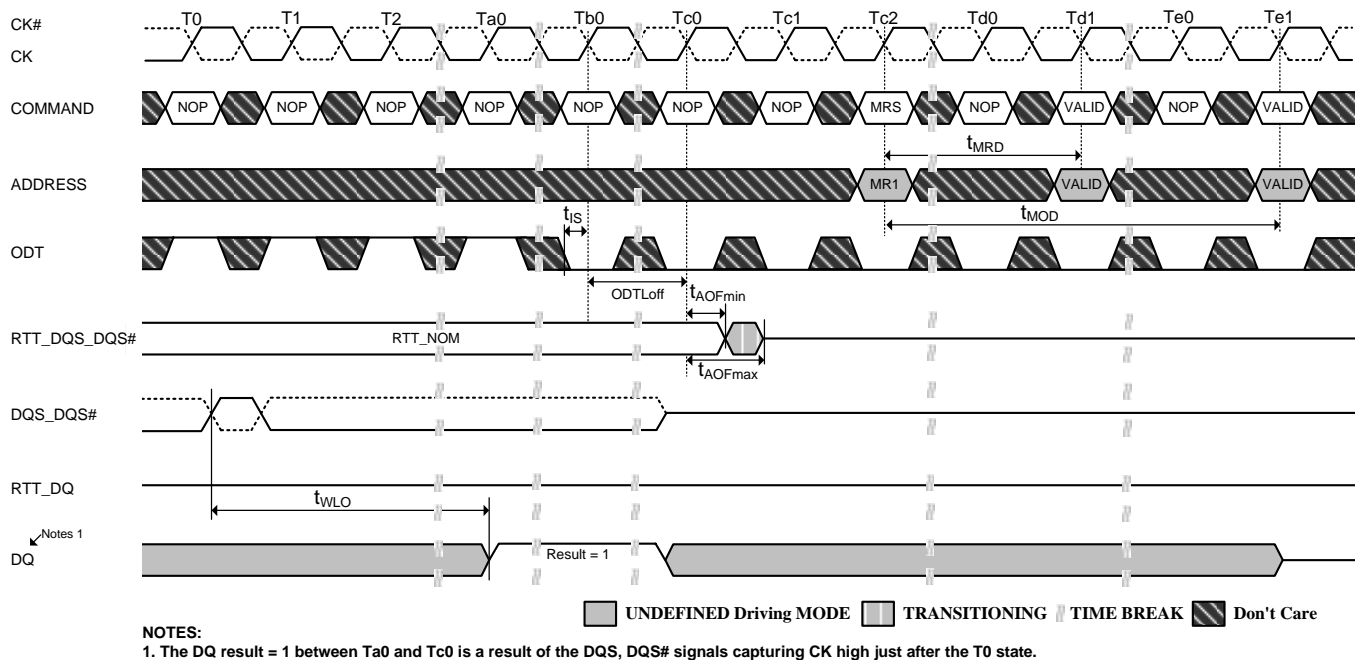 CK#
CK
T0 T1 T2 Ta0 Tb0 Tc0 Tc1 Tc2 Td0 Td1 Te0 Te1
COMMAND NOP NOP NOP NOP NOP NOP NOP MRS NOP VALID NOP VALID
tMRD
ADDRESS MR1 VALID VALID
tIS tMOD
ODT
ODTLoff tAOFmin
RTT_DQS_DQS# RTT_NOM
tAOFmax
DQS_DQS#
RTT_DQ
tWLO
Notes 1
DQ Result = 1
UNDEFINED Driving MODE TRANSITIONING TIME BREAK Don't Care
NOTES:
1. The DQ result = 1 between Ta0 and Tc0 is a result of the DQS, DQS# signals capturing CK high just after the T0 state.